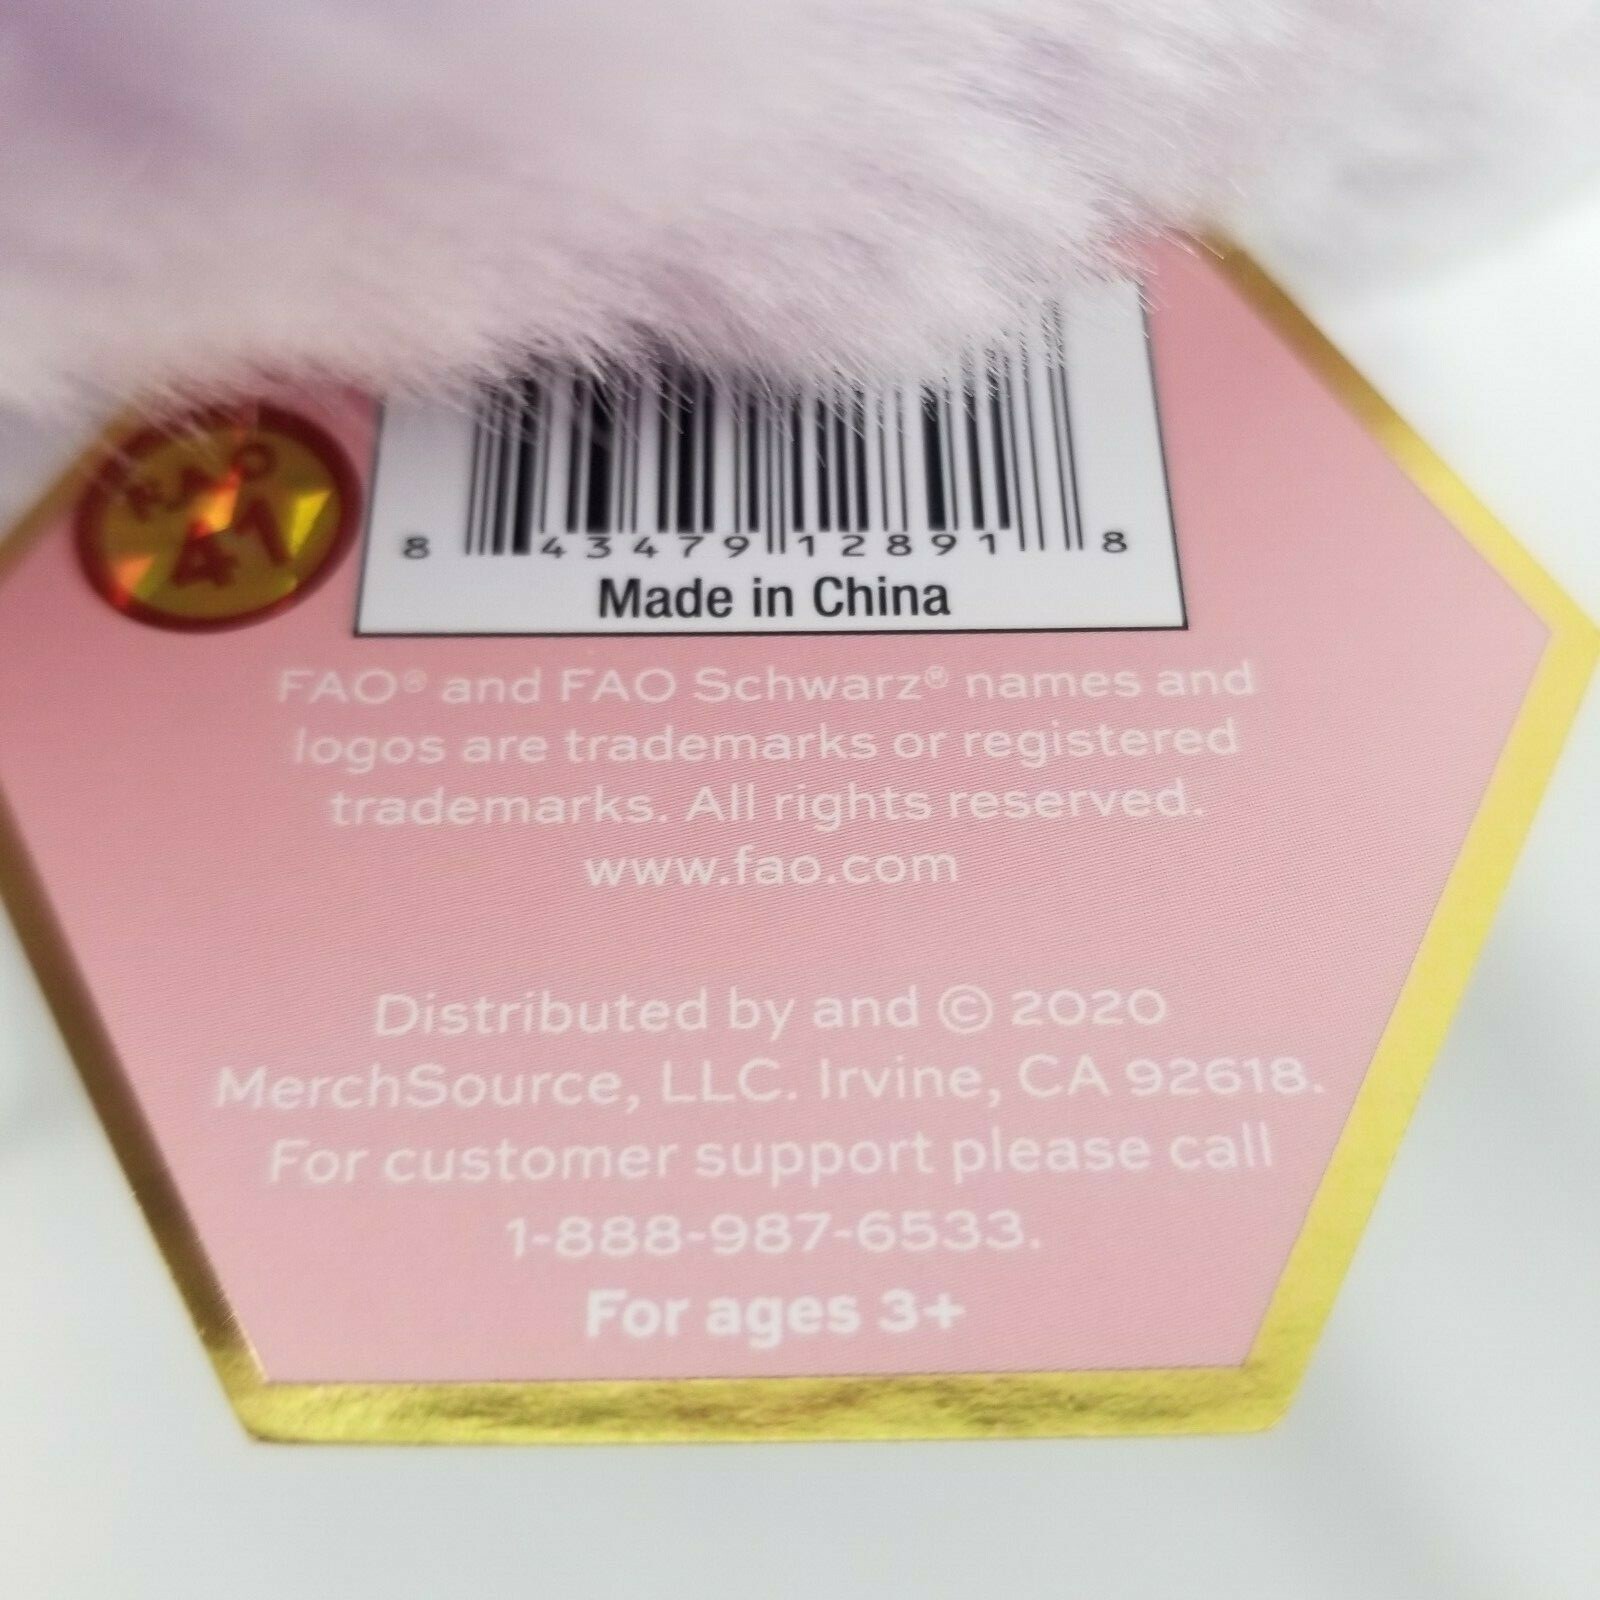 FAO
41
8 43479 12891 8
Made in China
FAO® and FAO Schwarz® names and
logos are trademarks or registered
trademarks. All rights reserved.
www.fao.com
Distributed by and © 2020
MerchSource, LLC. Irvine, CA 92618.
For customer support please call
1-888-987-6533.
For ages 3+